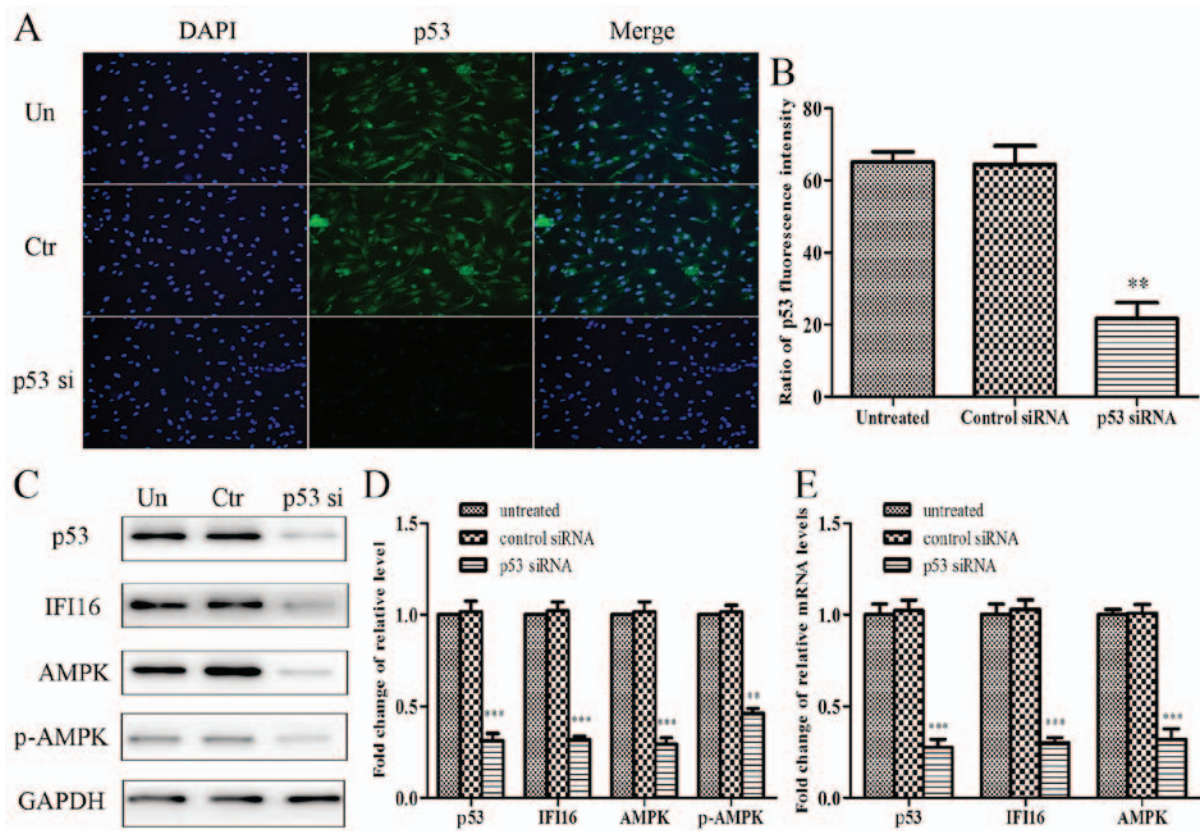 A
DAPI p53 Merge
Un
Ctr
p53 si
B
Ratio of p53 fluorescence intensity
80
60
40
20
0
**
Untreated Control siRNA p53 siRNA
C
Un Ctr p53 si
p53
IFI16
AMPK
p-AMPK
GAPDH
D
untreated
control siRNA
p53 siRNA
Fold change of relative level
1.5
1.0
0.5
0.0
*** *** *** **
p53 IFI16 AMPK p-AMPK
E
untreated
control siRNA
p53 siRNA
Fold change of relative mRNA levels
1.5
1.0
0.5
0.0
*** *** ***
p53 IFI16 AMPK